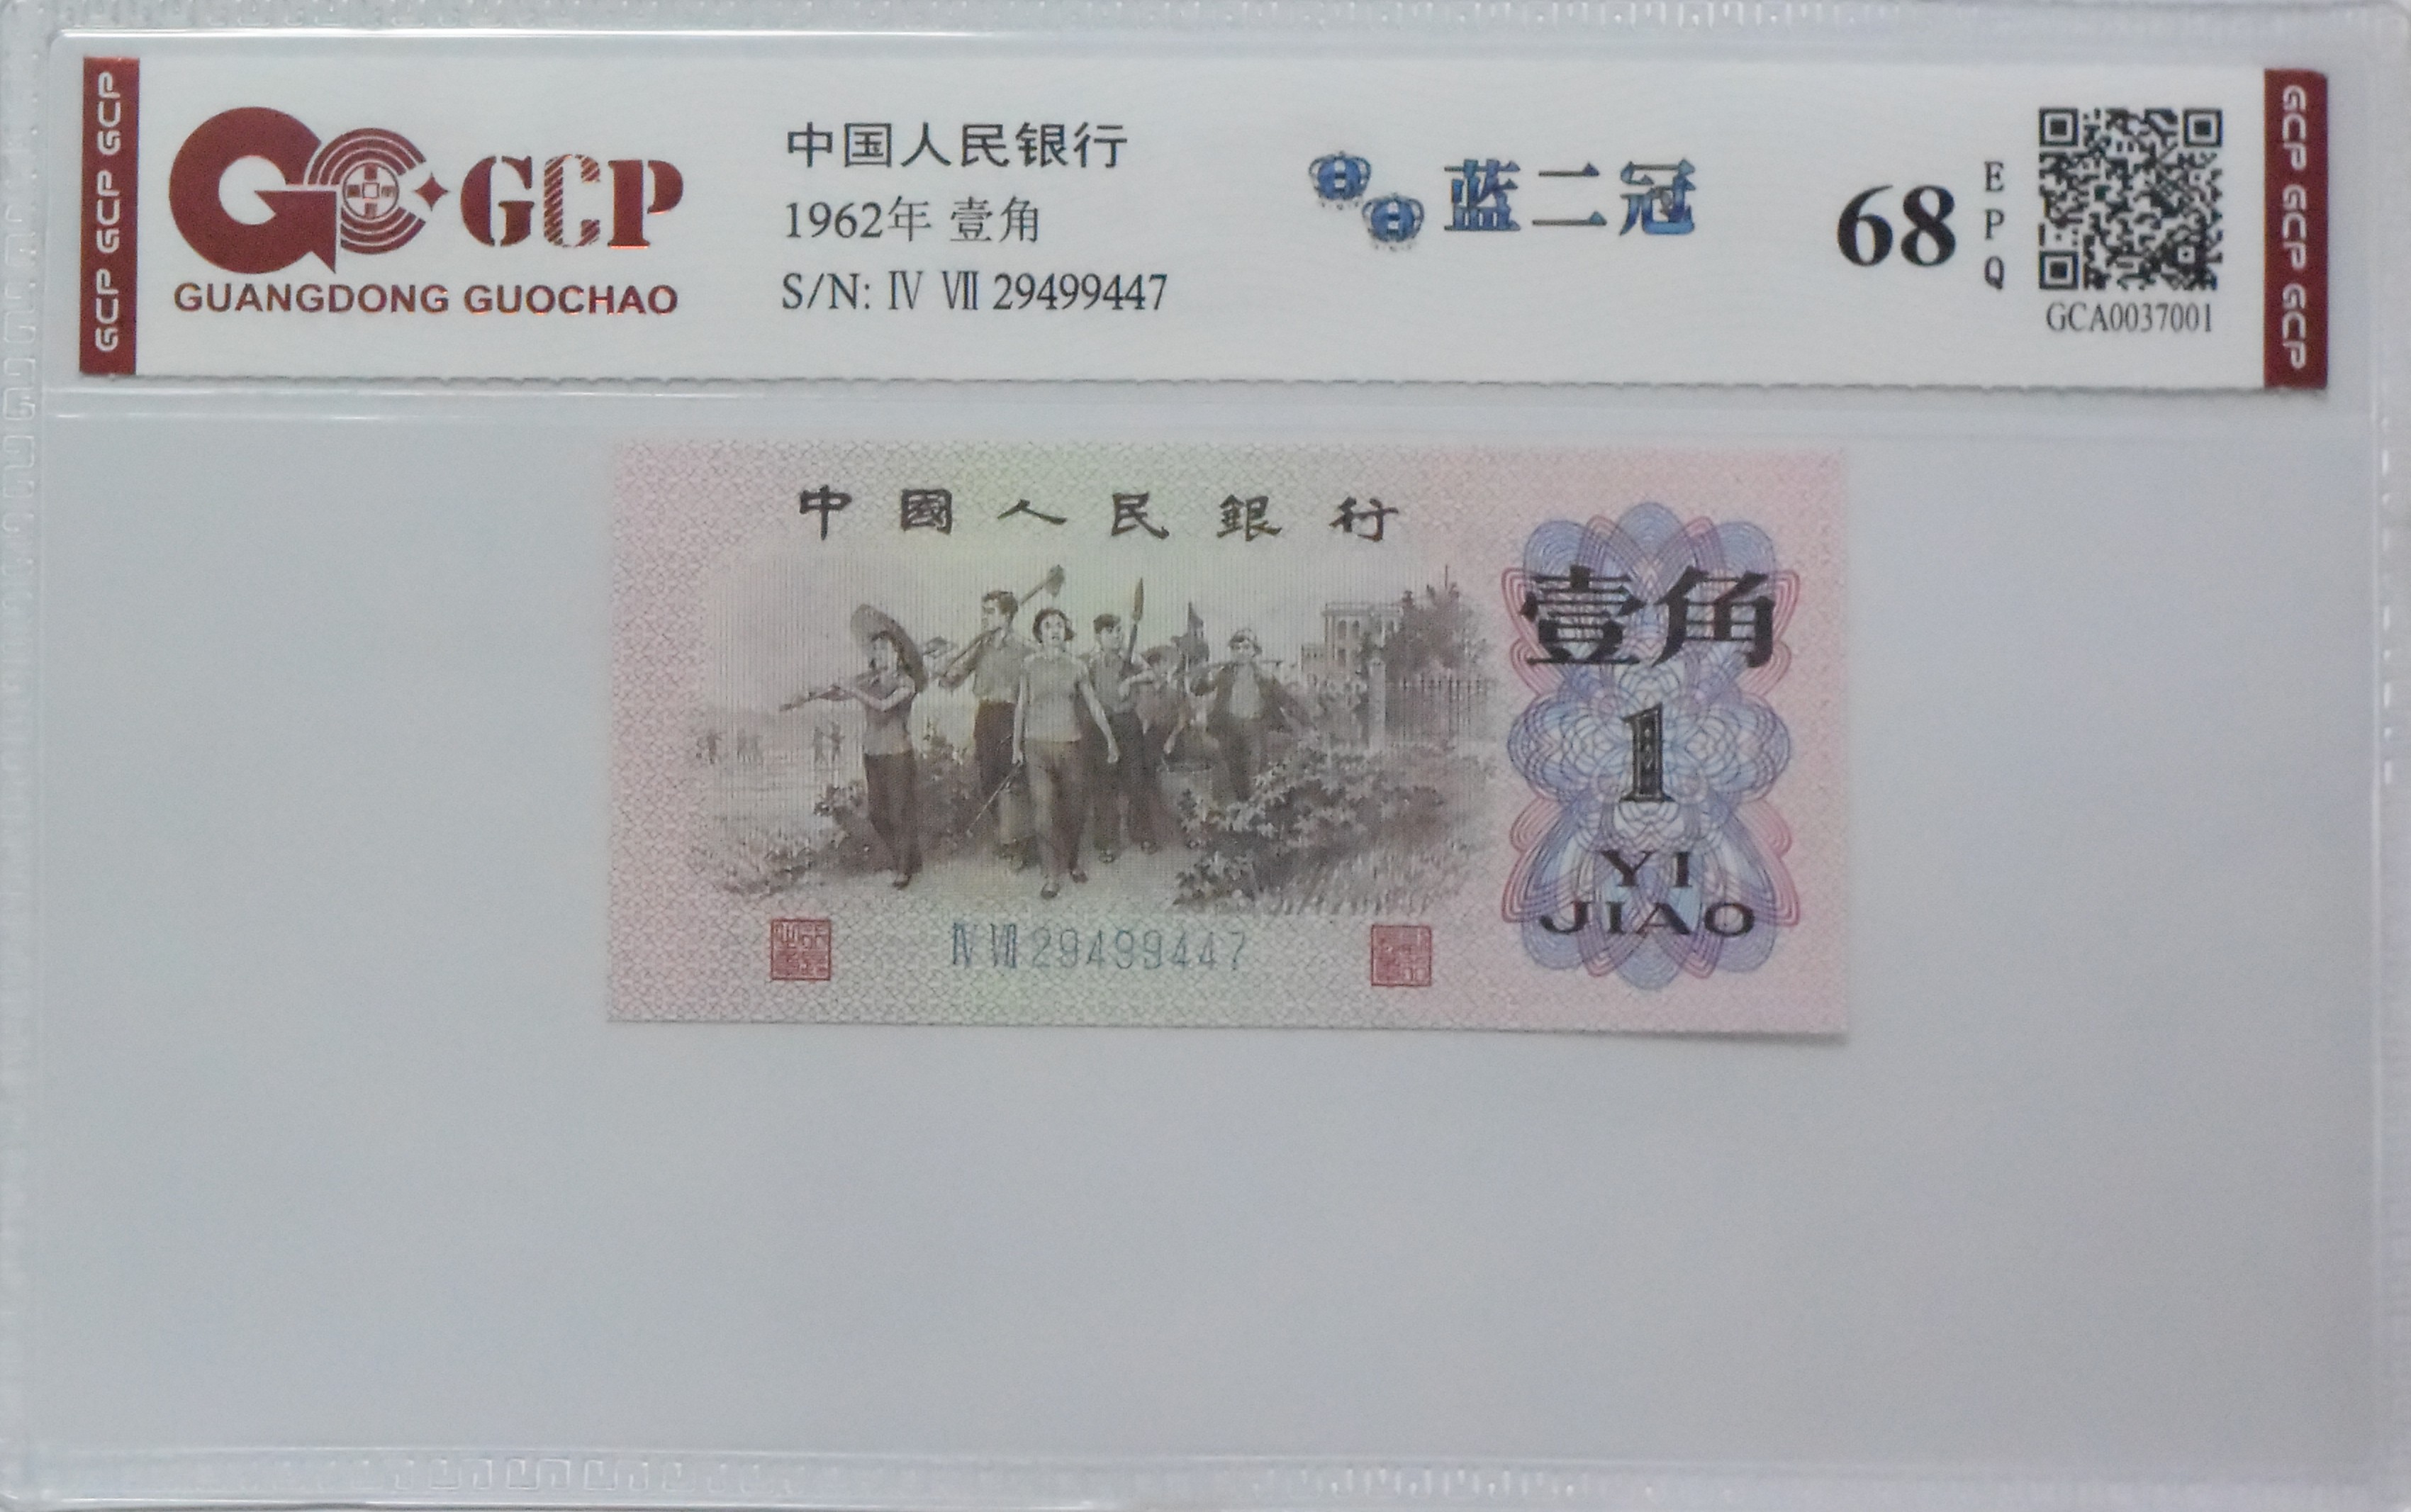 GCP GCP GCP
GCP
GUANGDONG GUOCHAO
中国人民银行
1962年 壹角
S/N: Ⅳ Ⅶ 29499447
蓝二冠
68
EPQ
GCA0037001
GCP GCP GCP
中國人民銀行
壹角
1
YI
JIAO
Ⅳ Ⅶ 29499447